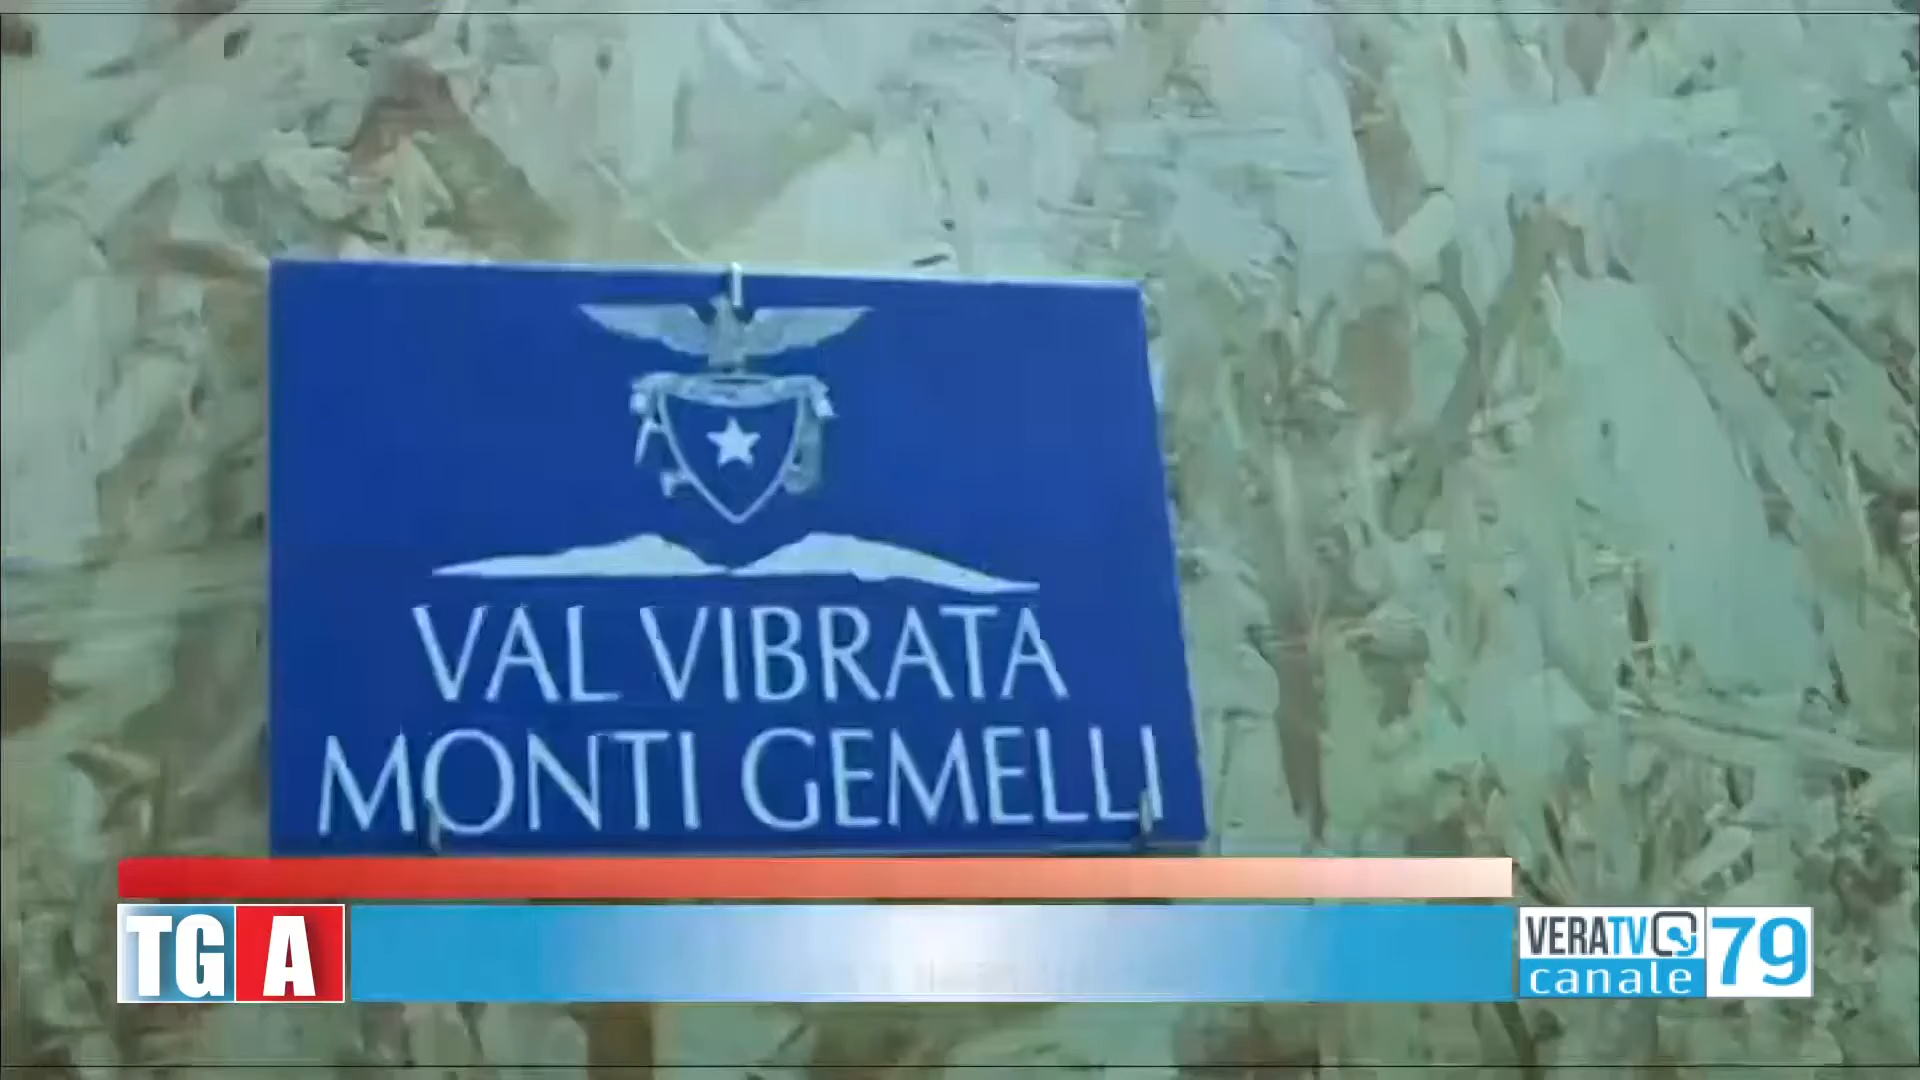 VAL VIBRATA
MONTI GEMELLI
TG A
VERATV
canale
79